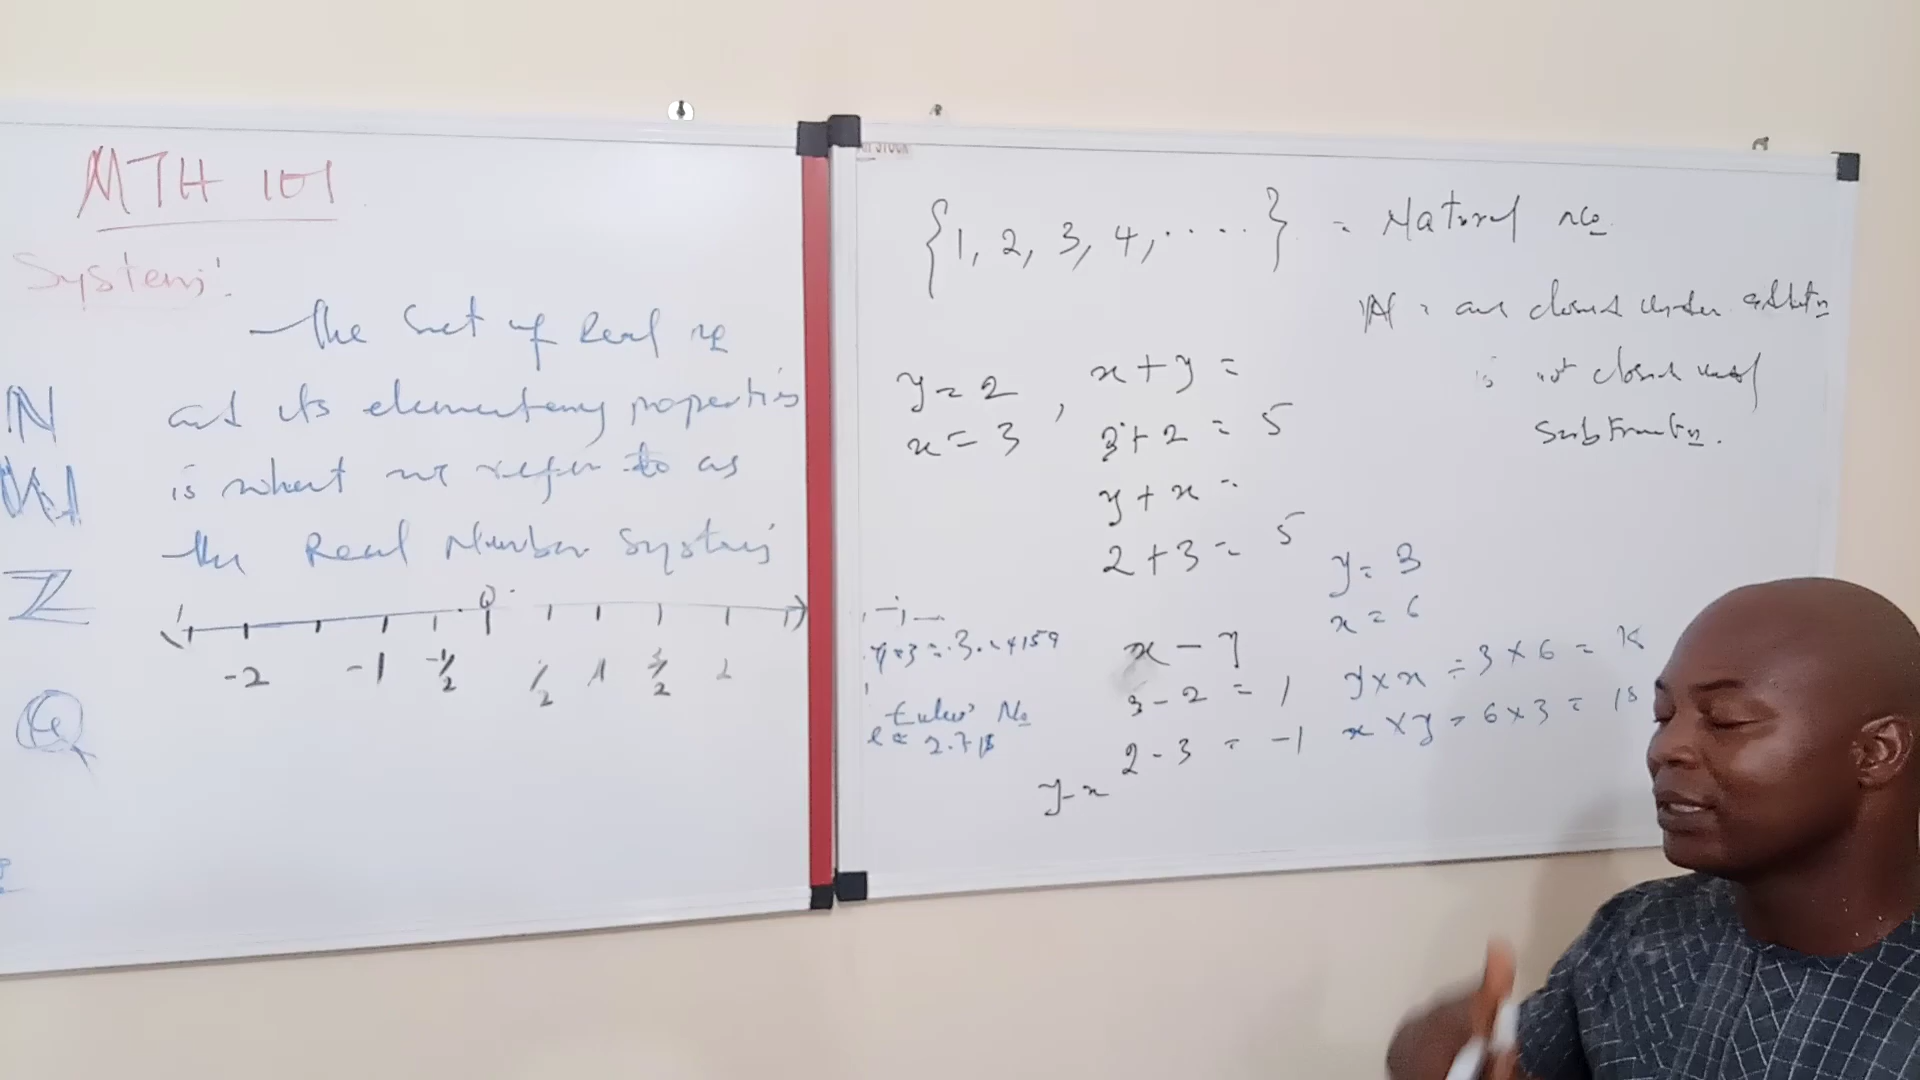 MTH 101
Systems:
The Set of Real no
and its elementary properties
is what we refer to as
the Real Number Systems
N
W
Z
Q
0
-2 -1 -1/2 1/2 1 3/2 2
{1, 2, 3, 4, .....} = Natural no
N = are closed under addition
is not closed under
subtraction.
y = 2
x = 3 ,
x + y =
3 + 2 = 5
y + x =
2 + 3 = 5
x - y
3 - 2 = 1
2 - 3 = -1
y - x
Euler's No
e = 2.718
y = 3
x = 6
y × x = 3 × 6 = 18
x × y = 6 × 3 = 18